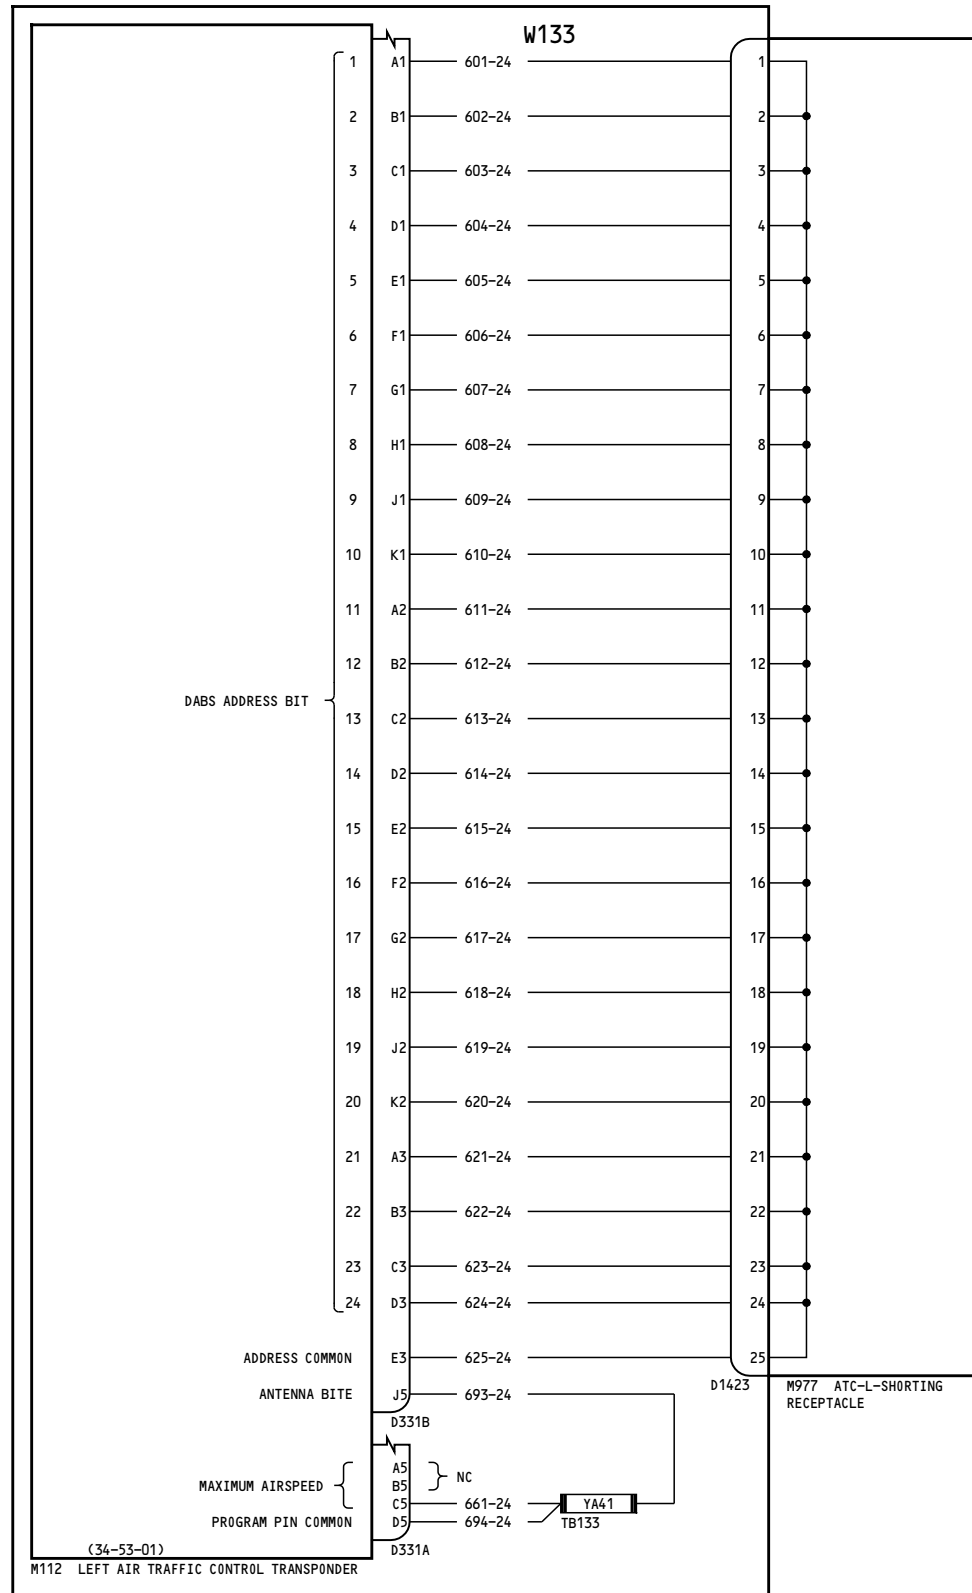 W133
1 A1 601-24 1
2 B1 602-24 2
3 C1 603-24 3
4 D1 604-24 4
5 E1 605-24 5
6 F1 606-24 6
7 G1 607-24 7
8 H1 608-24 8
9 J1 609-24 9
10 K1 610-24 10
11 A2 611-24 11
12 B2 612-24 12
DABS ADDRESS BIT
13 C2 613-24 13
14 D2 614-24 14
15 E2 615-24 15
16 F2 616-24 16
17 G2 617-24 17
18 H2 618-24 18
19 J2 619-24 19
20 K2 620-24 20
21 A3 621-24 21
22 B3 622-24 22
23 C3 623-24 23
24 D3 624-24 24
ADDRESS COMMON E3 625-24 25
D1423 M977 ATC-L-SHORTING
RECEPTACLE
ANTENNA BITE J5 693-24
D331B
A5
NC
B5
MAXIMUM AIRSPEED
C5 661-24 YA41
PROGRAM PIN COMMON D5 694-24 TB133
(34-53-01) D331A
M112 LEFT AIR TRAFFIC CONTROL TRANSPONDER